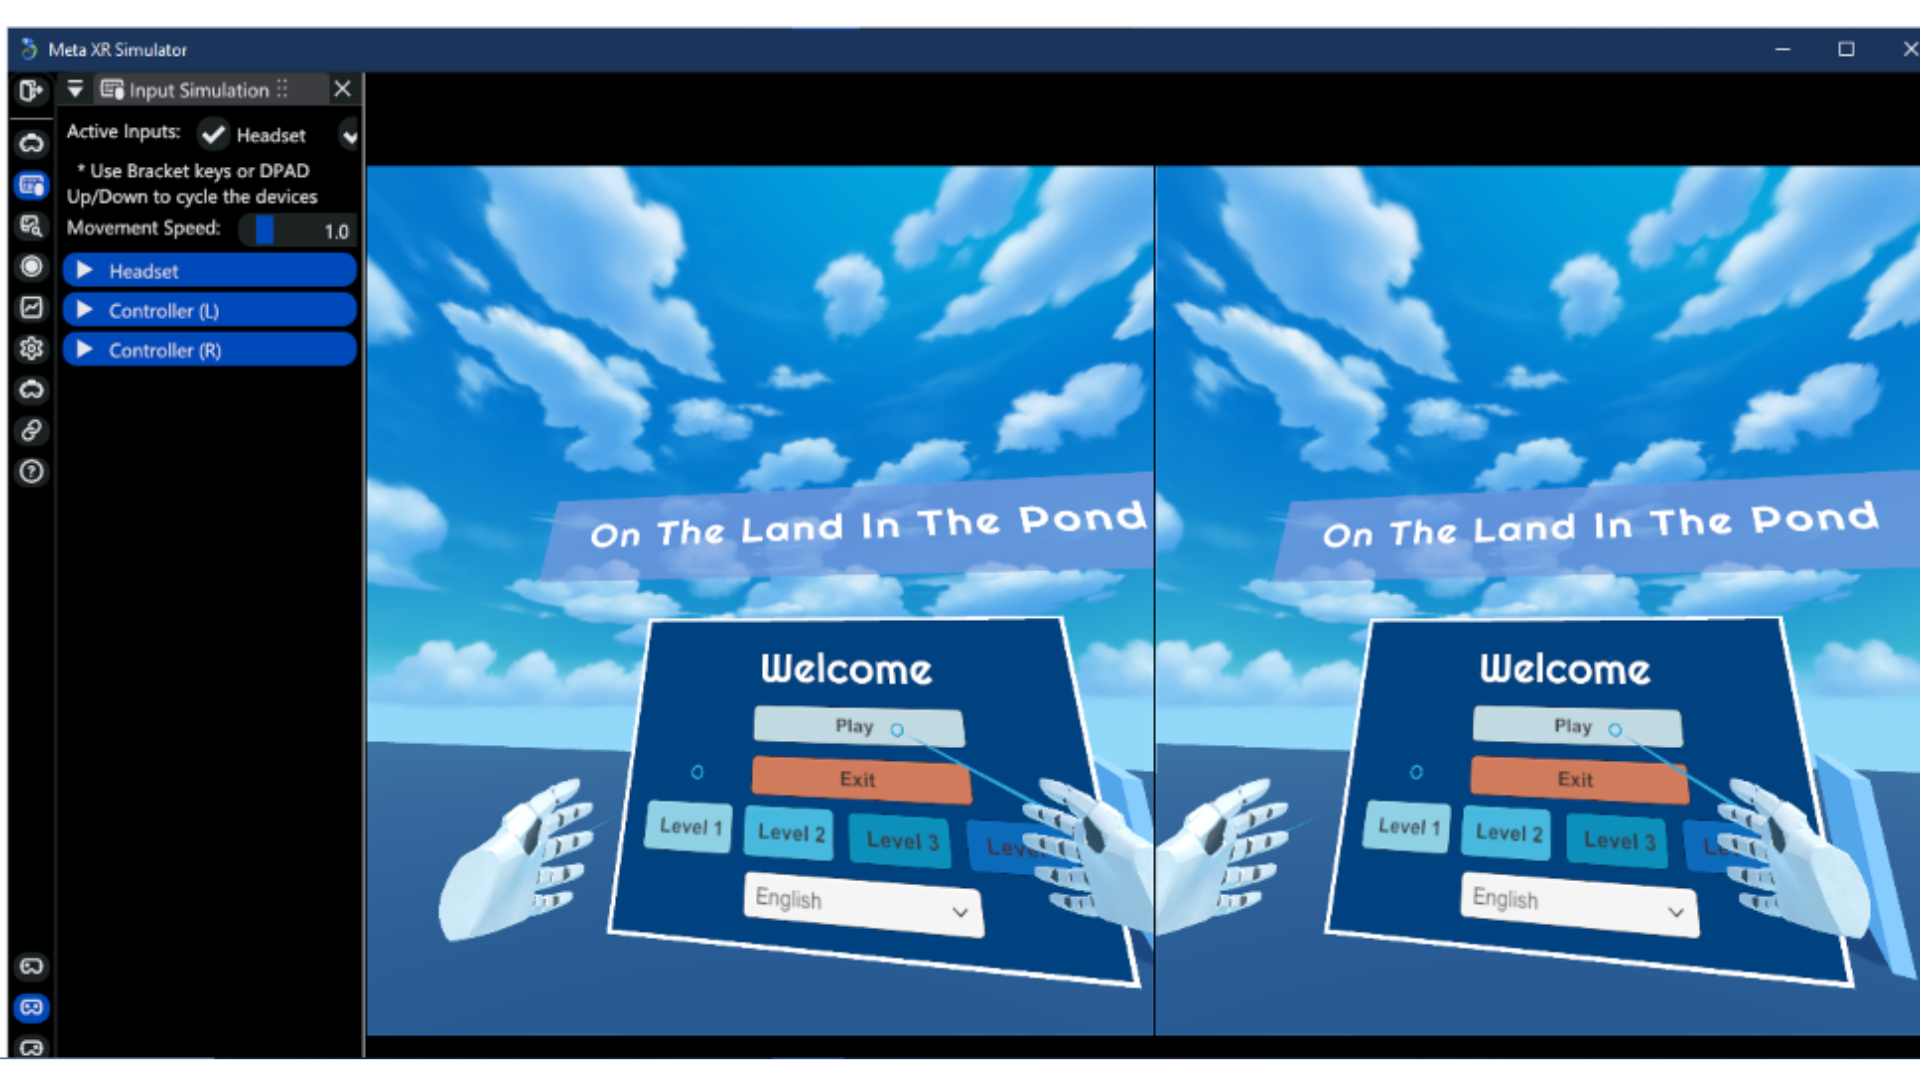 Meta XR Simulator
Input Simulation
Active Inputs: Headset
* Use Bracket keys or DPAD
Up/Down to cycle the devices
Movement Speed: 1.0
Headset
Controller (L)
Controller (R)
On The Land In The Pond
Welcome
Play
Exit
Level 1 Level 2 Level 3
English
On The Land In The Pond
Welcome
Play
Exit
Level 1 Level 2 Level 3
English